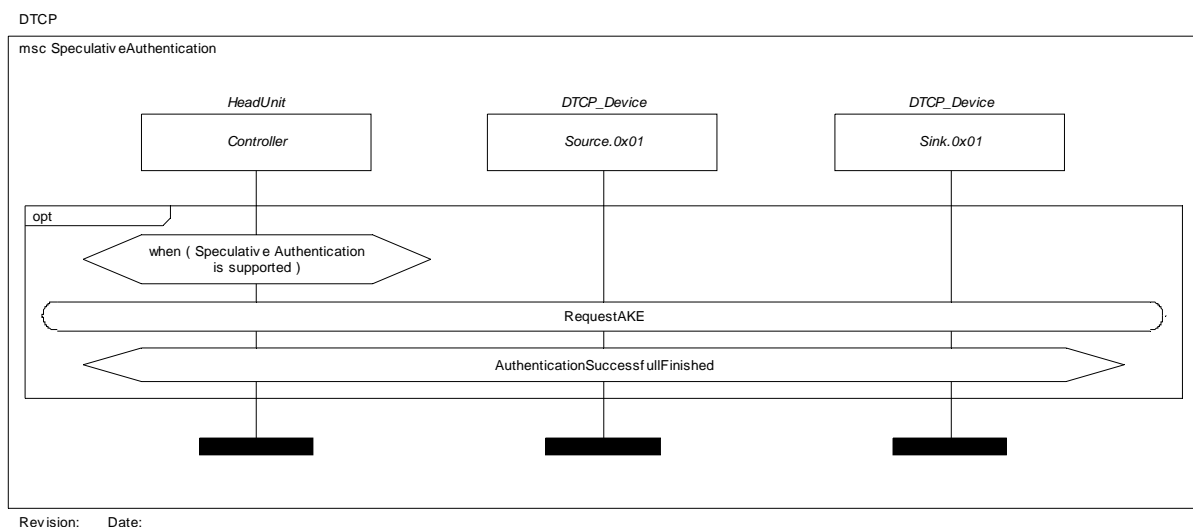 DTCP
msc SpeculativeAuthentication
HeadUnit
DTCP_Device
DTCP_Device
Controller
Source.0x01
Sink.0x01
opt
when ( Speculative Authentication
is supported )
RequestAKE
AuthenticationSuccessfullFinished
Revision: Date: